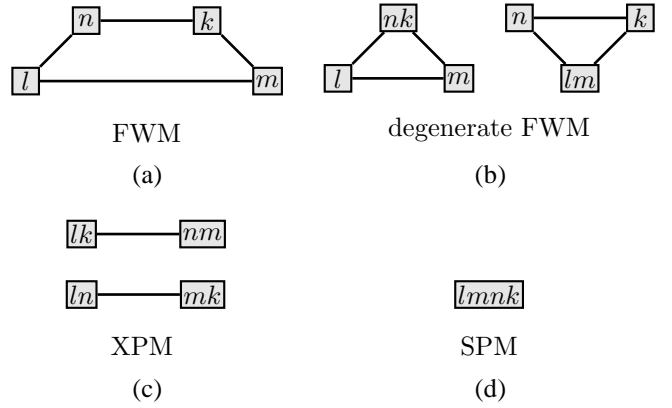 n k
l m
FWM
(a)
nk n k
l m lm
degenerate FWM
(b)
lk nm
ln mk
XPM
(c)
lmnk
SPM
(d)